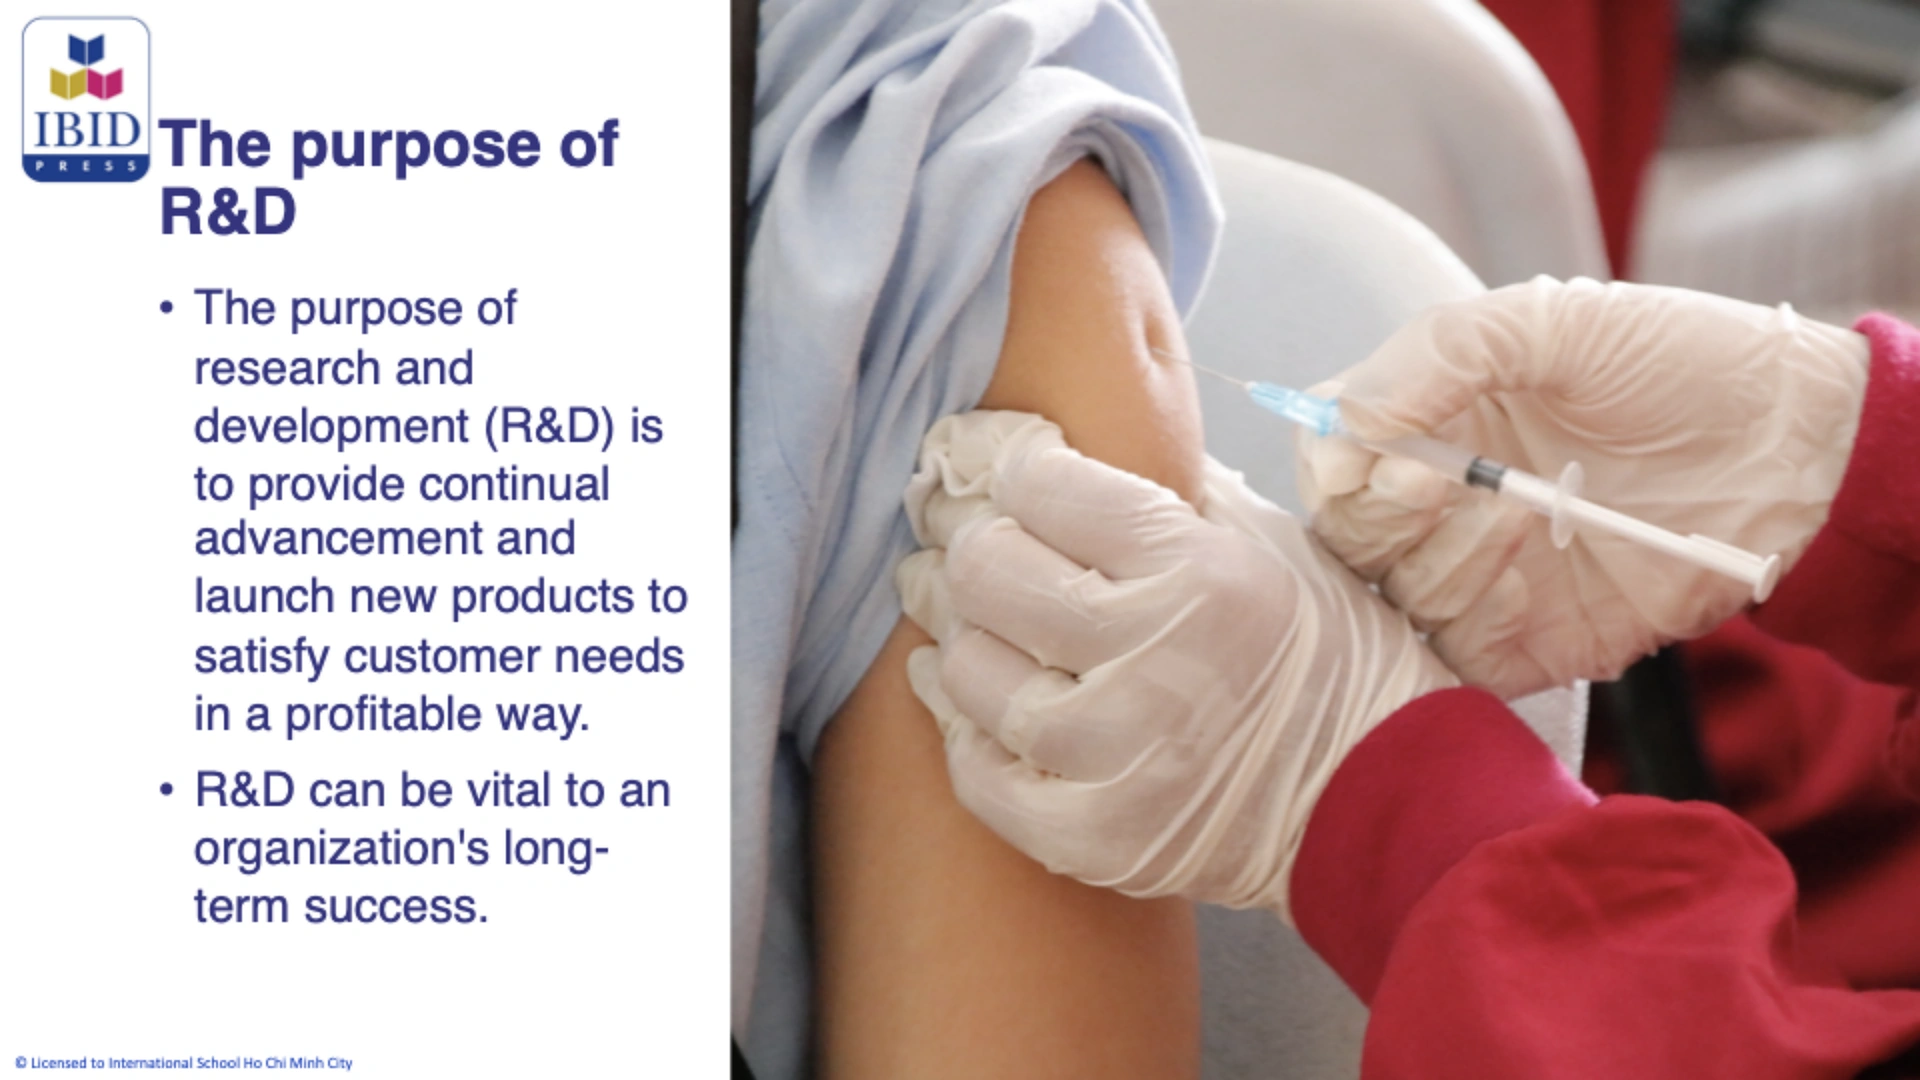 IBID
PRESS
The purpose of
R&D
• The purpose of
research and
development (R&D) is
to provide continual
advancement and
launch new products to
satisfy customer needs
in a profitable way.
• R&D can be vital to an
organization's long-
term success.
© Licensed to International School Ho Chi Minh City